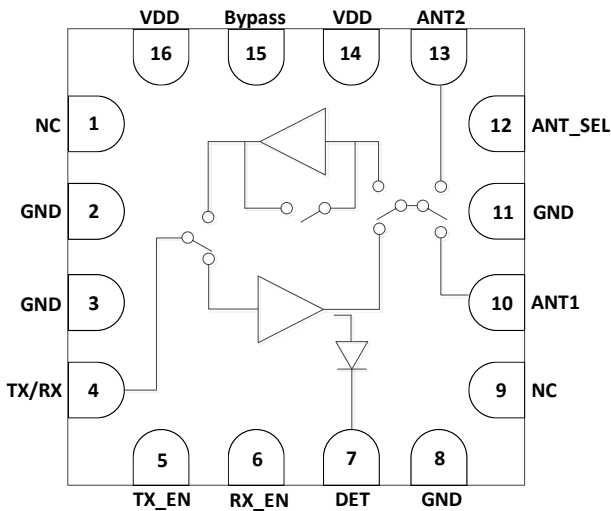 VDD Bypass VDD ANT2
16 15 14 13
NC 1 12 ANT_SEL
GND 2 11 GND
GND 3 10 ANT1
TX/RX 4 9 NC
5 6 7 8
TX_EN RX_EN DET GND